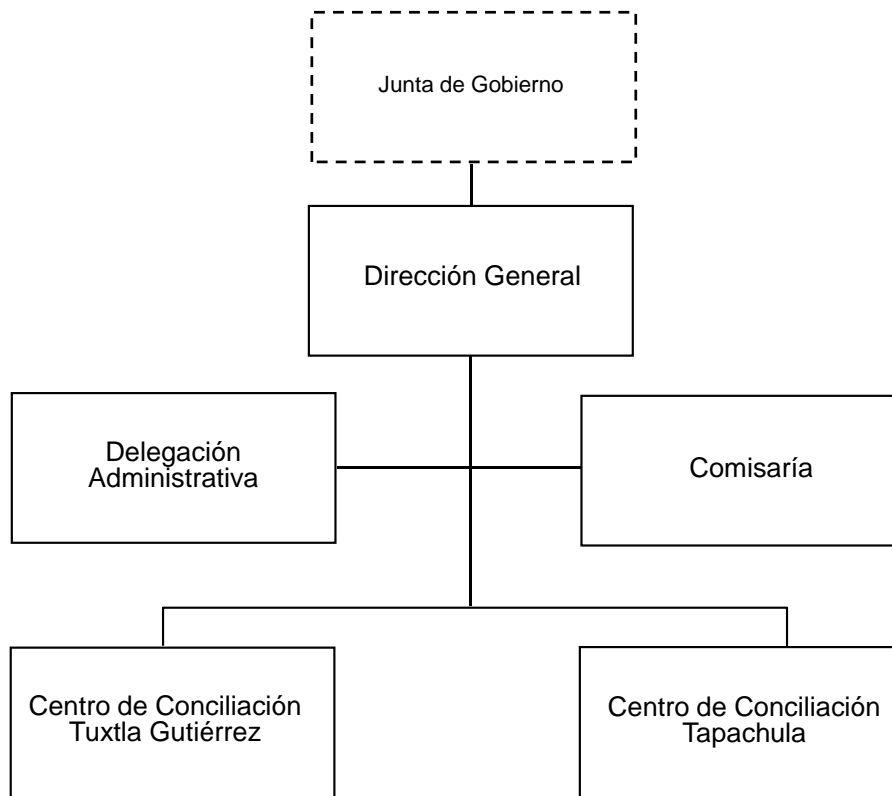 Junta de Gobierno
Dirección General
Delegación
Administrativa
Comisaría
Centro de Conciliación
Tuxtla Gutiérrez
Centro de Conciliación
Tapachula